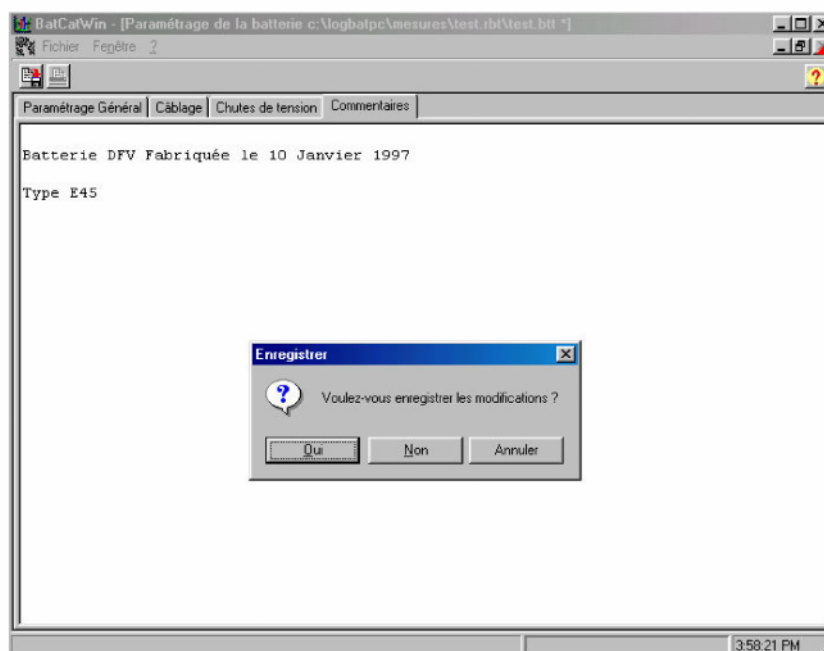 BatCatWin - [Paramétrage de la batterie c:\logbatpc\mesures\test.rbt\test.btt *]
Fichier Fenêtre ?
Paramétrage Général Câblage Chutes de tension Commentaires
Batterie DFV Fabriquée le 10 Janvier 1997
Type E45
Enregistrer
Voulez-vous enregistrer les modifications ?
Oui Non Annuler
3:58:21 PM